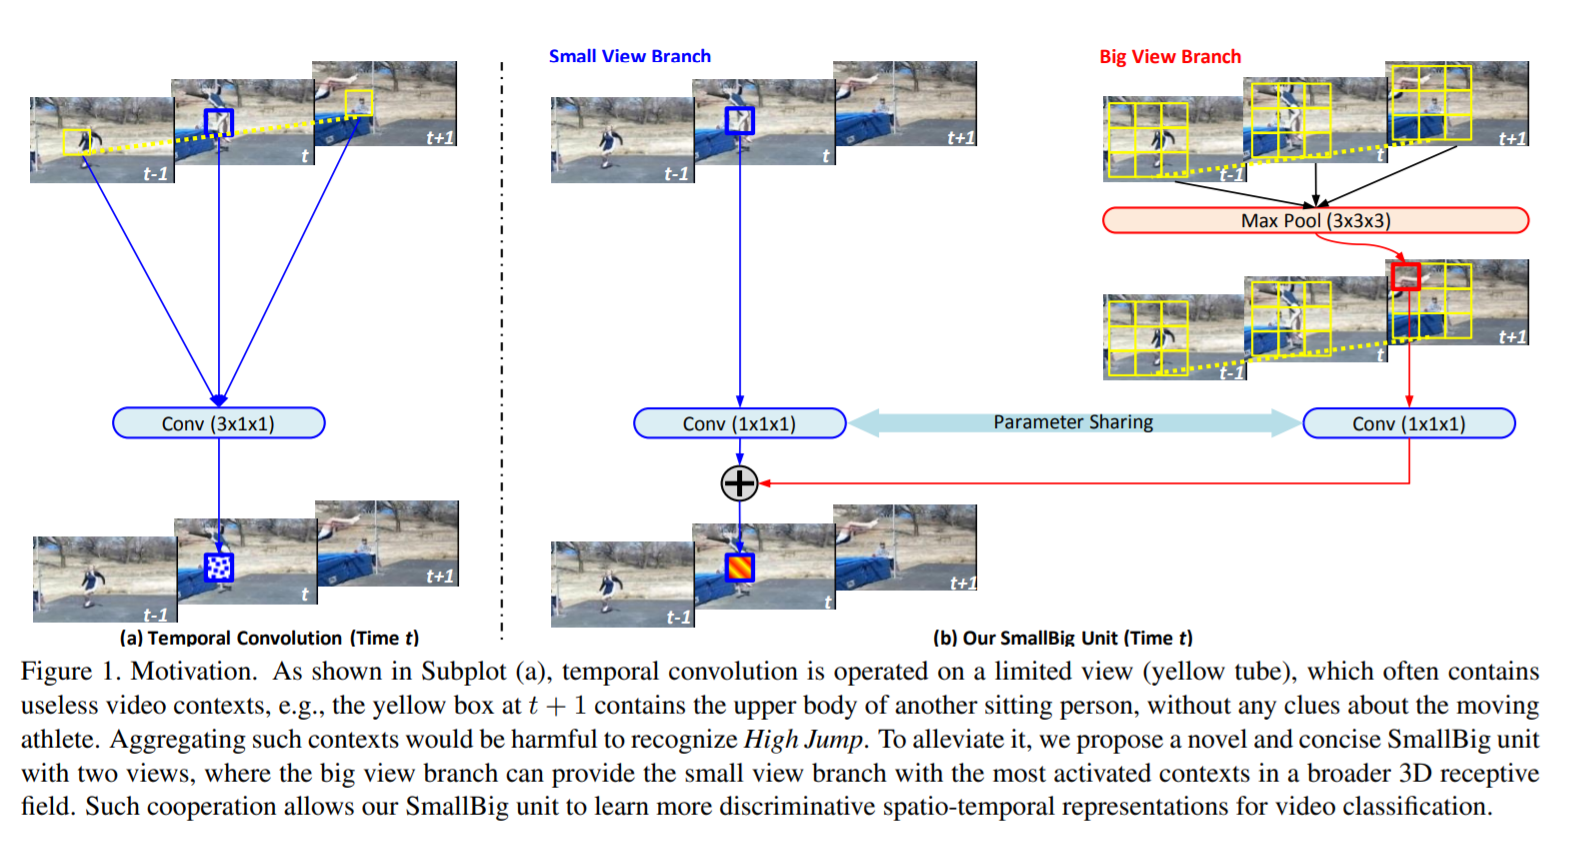 Small View Branch
Big View Branch
t-1
t
t+1
t-1
t
t+1
t-1
t
t+1
Max Pool (3x3x3)
t-1
t
t+1
Conv (3x1x1)
Conv (1x1x1)
Parameter Sharing
Conv (1x1x1)
t-1
t
t+1
t-1
t
t+1
(a) Temporal Convolution (Time t)
(b) Our SmallBig Unit (Time t)
Figure 1. Motivation. As shown in Subplot (a), temporal convolution is operated on a limited view (yellow tube), which often contains
useless video contexts, e.g., the yellow box at t + 1 contains the upper body of another sitting person, without any clues about the moving
athlete. Aggregating such contexts would be harmful to recognize High Jump. To alleviate it, we propose a novel and concise SmallBig unit
with two views, where the big view branch can provide the small view branch with the most activated contexts in a broader 3D receptive
field. Such cooperation allows our SmallBig unit to learn more discriminative spatio-temporal representations for video classification.